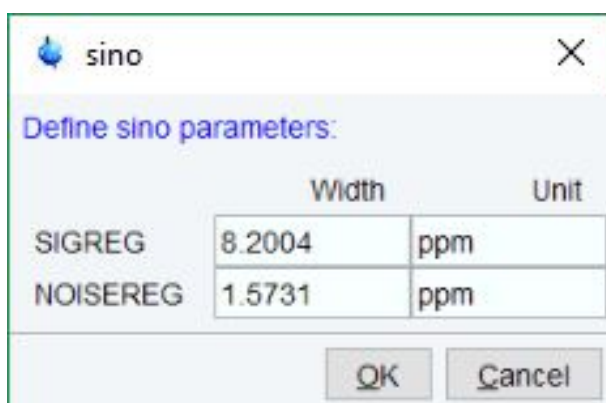 sino
Define sino parameters:
Width Unit
SIGREG 8.2004 ppm
NOISEREG 1.5731 ppm
OK Cancel